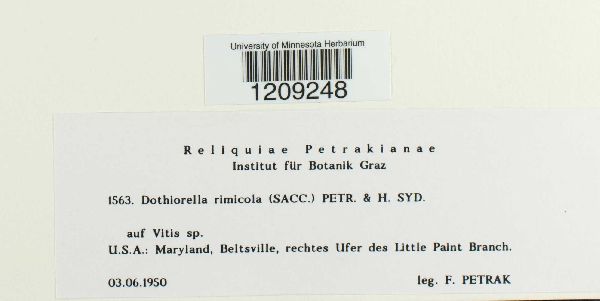 University of Minnesota Herbarium
1209248
Reliquiae Petrakianae
Institut für Botanik Graz
1563. Dothiorella rimicola (SACC.) PETR. & H. SYD.
auf Vitis sp.
U.S.A.: Maryland, Beltsville, rechtes Ufer des Little Paint Branch.
03.06.1950 leg. F. PETRAK